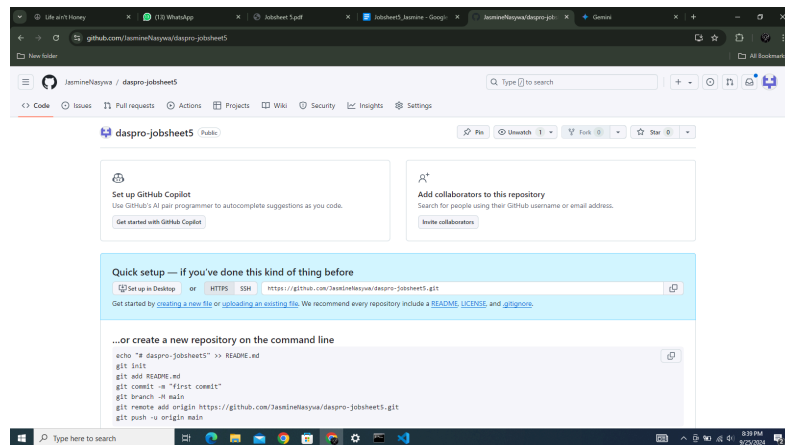 Life ain't Honey
(13) WhatsApp
Jobsheet 5.pdf
Jobsheet5_Jasmine - Google
JasmineNasywa/daspro-job
Gemini
github.com/JasmineNasywa/daspro-jobsheet5
New folder
All Bookmark
JasmineNasywa / daspro-jobsheet5
Type / to search
Code
Issues
Pull requests
Actions
Projects
Wiki
Security
Insights
Settings
daspro-jobsheet5 Public
Pin
Unwatch 1
Fork 0
Star 0
Set up GitHub Copilot
Use GitHub's AI pair programmer to autocomplete suggestions as you code.
Get started with GitHub Copilot
Add collaborators to this repository
Search for people using their GitHub username or email address.
Invite collaborators
Quick setup — if you've done this kind of thing before
Set up in Desktop or HTTPS SSH https://github.com/JasmineNasywa/daspro-jobsheet5.git
Get started by creating a new file or uploading an existing file. We recommend every repository include a README, LICENSE, and .gitignore.
...or create a new repository on the command line
echo "# daspro-jobsheet5" >> README.md
git init
git add README.md
git commit -m "first commit"
git branch -M main
git remote add origin https://github.com/JasmineNasywa/daspro-jobsheet5.git
git push -u origin main
Type here to search
8:39 PM
9/25/2024